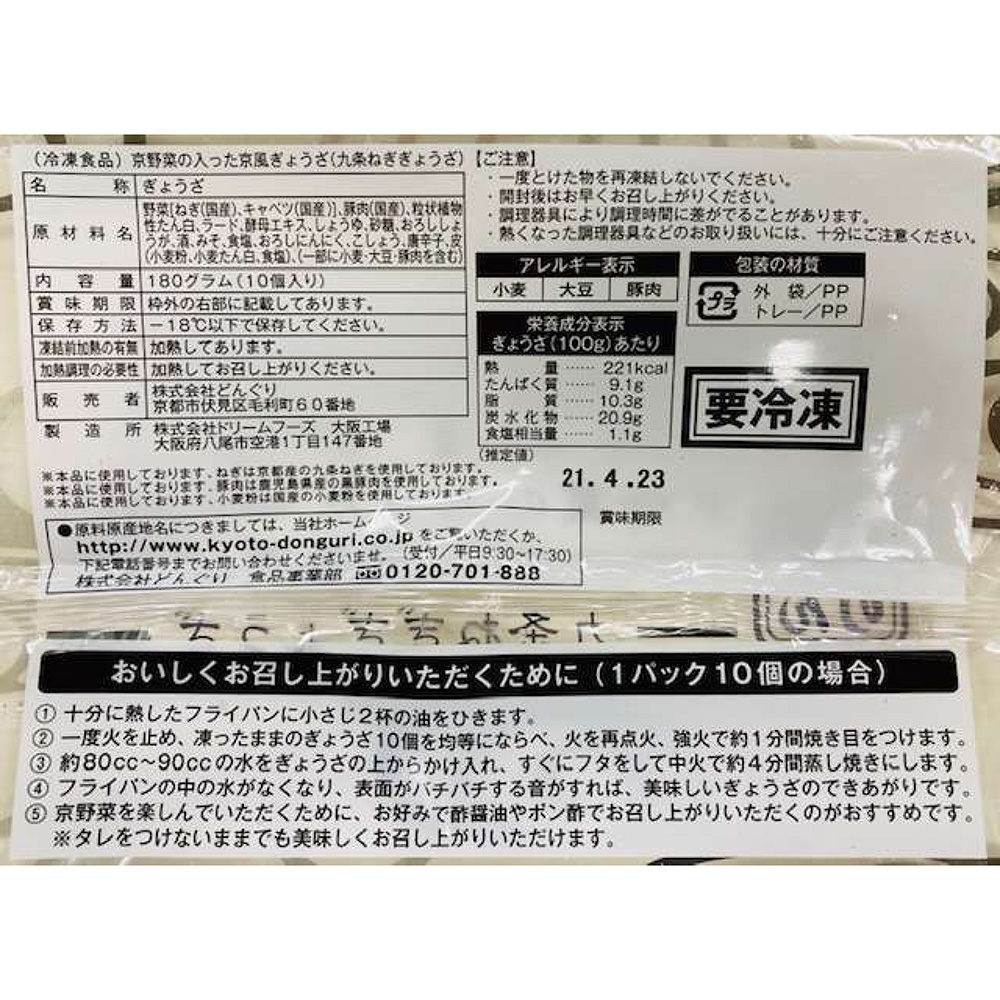 (冷凍食品) 京野菜の入った京風ぎょうざ(九条ねぎぎょうざ)
名称 ぎょうざ
原材料名 野菜[ねぎ(国産)、キャベツ(国産)]、豚肉(国産)、粒状植物
性たん白、ラード、酵母エキス、しょうゆ、砂糖、おろししょ
うが、酒、みそ、食塩、おろしにんにく、こしょう、唐辛子、皮
(小麦粉、小麦たん白、食塩)、(一部に小麦・大豆・豚肉を含む)
内容量 180グラム(10個入り)
賞味期限 枠外の右部に記載してあります。
保存方法 −18℃以下で保存してください。
凍結前加熱の有無 加熱してあります。
加熱調理の必要性 加熱してお召し上がりください。
販売者 株式会社どんぐり
京都市伏見区毛利町60番地
製造所 株式会社ドリームフーズ 大阪工場
大阪府八尾市空港1丁目147番地
※本品に使用しております、ねぎは京都産の九条ねぎを使用しております。
※本品に使用しております、豚肉は鹿児島県産の黒豚肉を使用しております。
※本品に使用しております、小麦粉は国産の小麦粉を使用しております。
●原料原産地名につきましては、当社ホーム ジ
http://www.kyoto-donguri.co.jp をご覧いただくか、
下記電話番号までお問い合わせくださいませ。(受付/平日9:30~17:30)
株式会社どんぐり 食品事業部 0120-701-888
【ご注意】
・一度とけた物を再凍結しないでください。
・開封後はお早くお召し上がりください。
・調理器具により調理時間に差がでることがあります。
・熱くなった調理器具などのお取り扱いには、十分にご注意ください。
アレルギー表示
小麦 大豆 豚肉
包装の材質
プラ 外袋/PP
トレー/PP
栄養成分表示
ぎょうざ(100g)あたり
熱量……221kcal
たんぱく質……9.1g
脂質……10.3g
炭水化物……20.9g
食塩相当量……1.1g
(推定値)
要冷凍
21.4.23
賞味期限
おいしくお召し上がりいただくために(1パック10個の場合)
① 十分に熱したフライパンに小さじ2杯の油をひきます。
② 一度火を止め、凍ったままのぎょうざ10個を均等にならべ、火を再点火、強火で約1分間焼き目をつけます。
③ 約80cc~90ccの水をぎょうざの上からかけ入れ、すぐにフタをして中火で約4分間蒸し焼きにします。
④ フライパンの中の水がなくなり、表面がパチパチする音がすれば、美味しいぎょうざのできあがりです。
⑤ 京野菜を楽しんでいただくために、お好みで酢醤油やポン酢でお召し上がりいただくのがおすすめです。
※タレをつけないままでも美味しくお召し上がりいただけます。